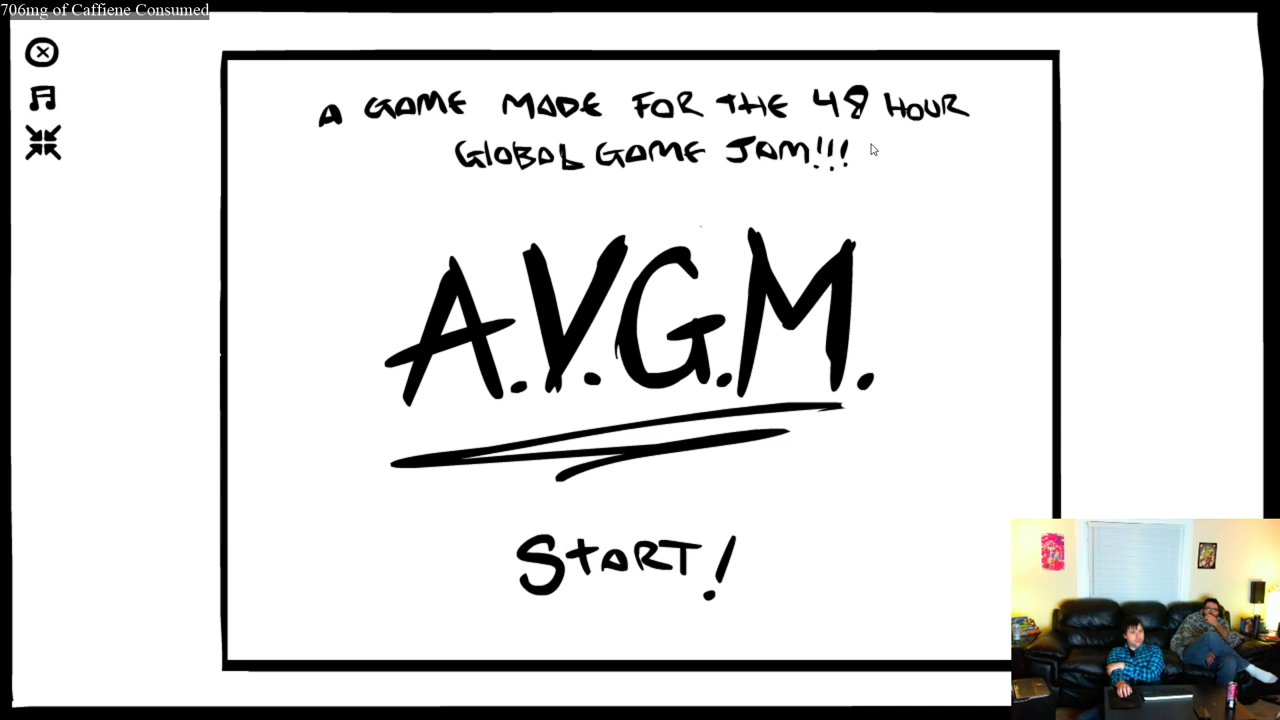 706mg of Caffiene Consumed
A GAME MADE FOR THE 48 HOUR
GLOBAL GAME JAM!!!
A.V.G.M.
START!